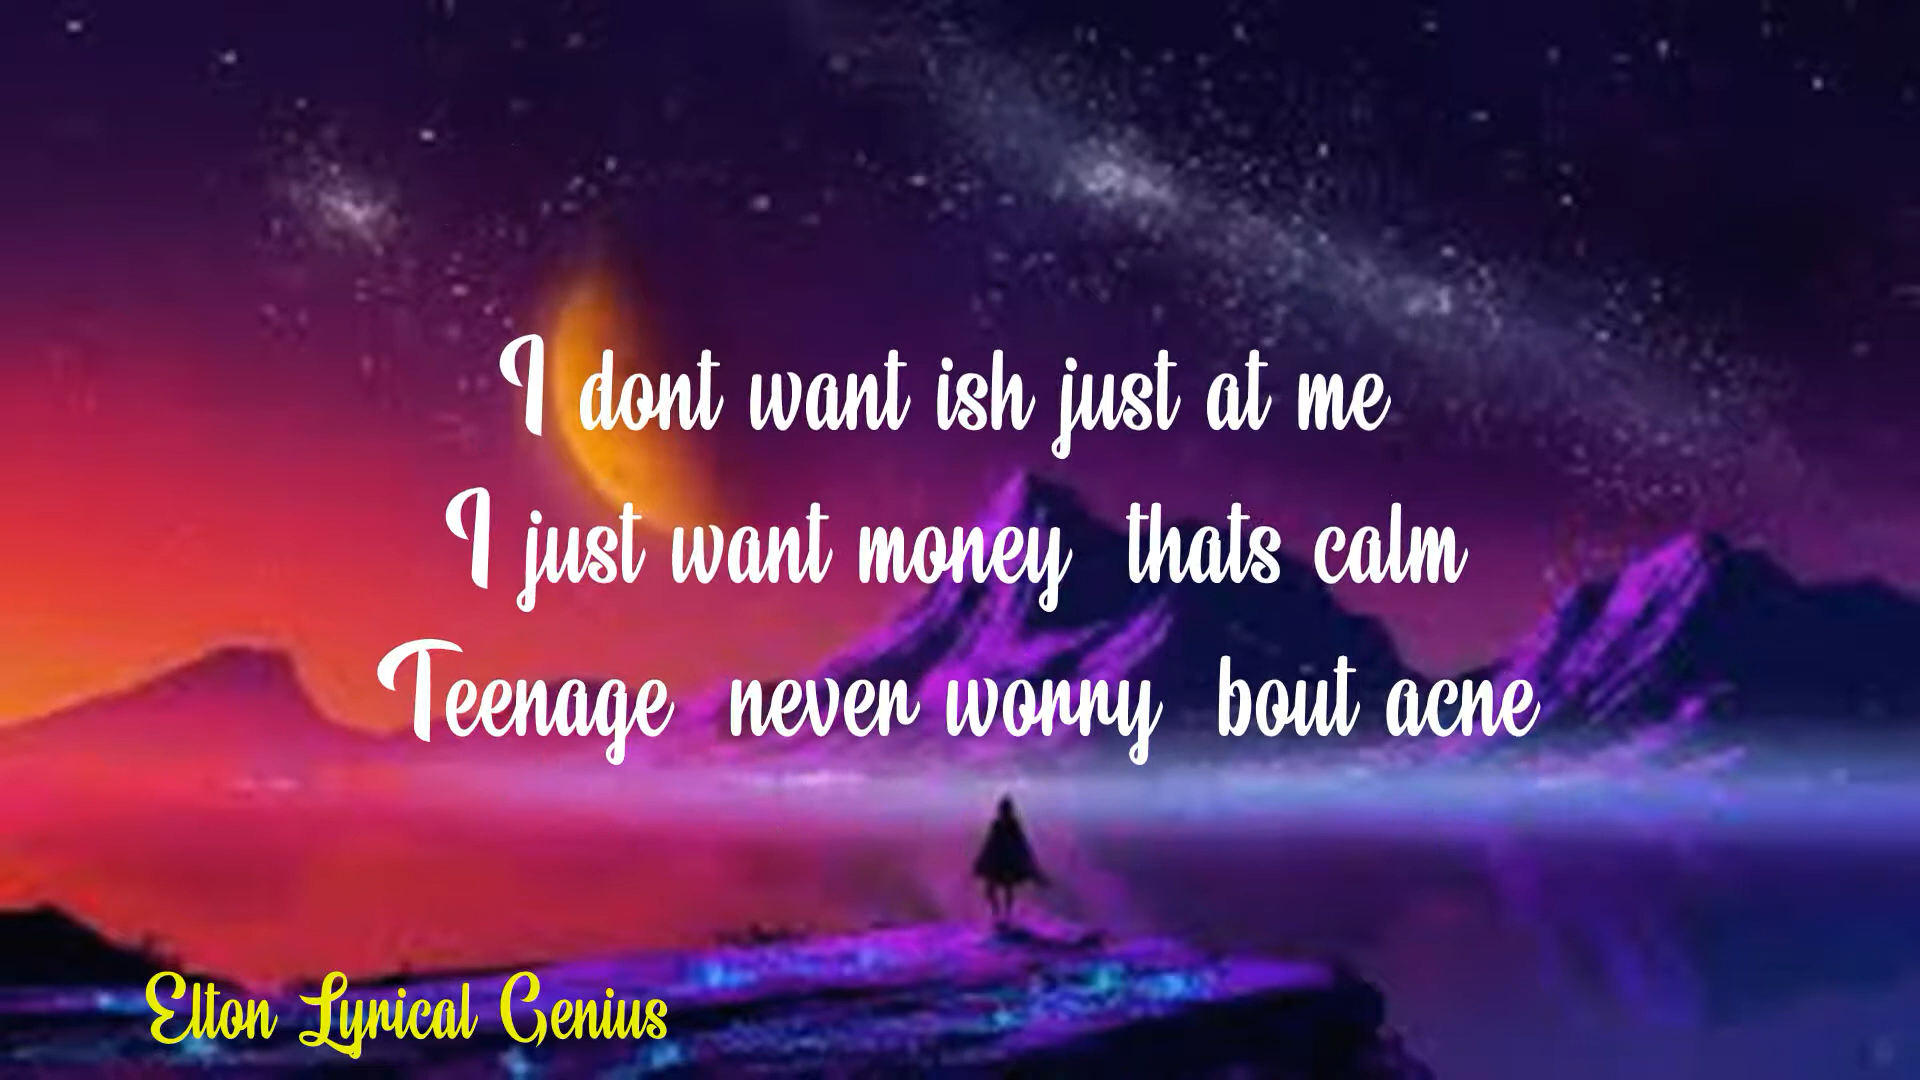 I dont want ish just at me
I just want money thats calm
Teenage never worry bout acne
Elton Lyrical Genius